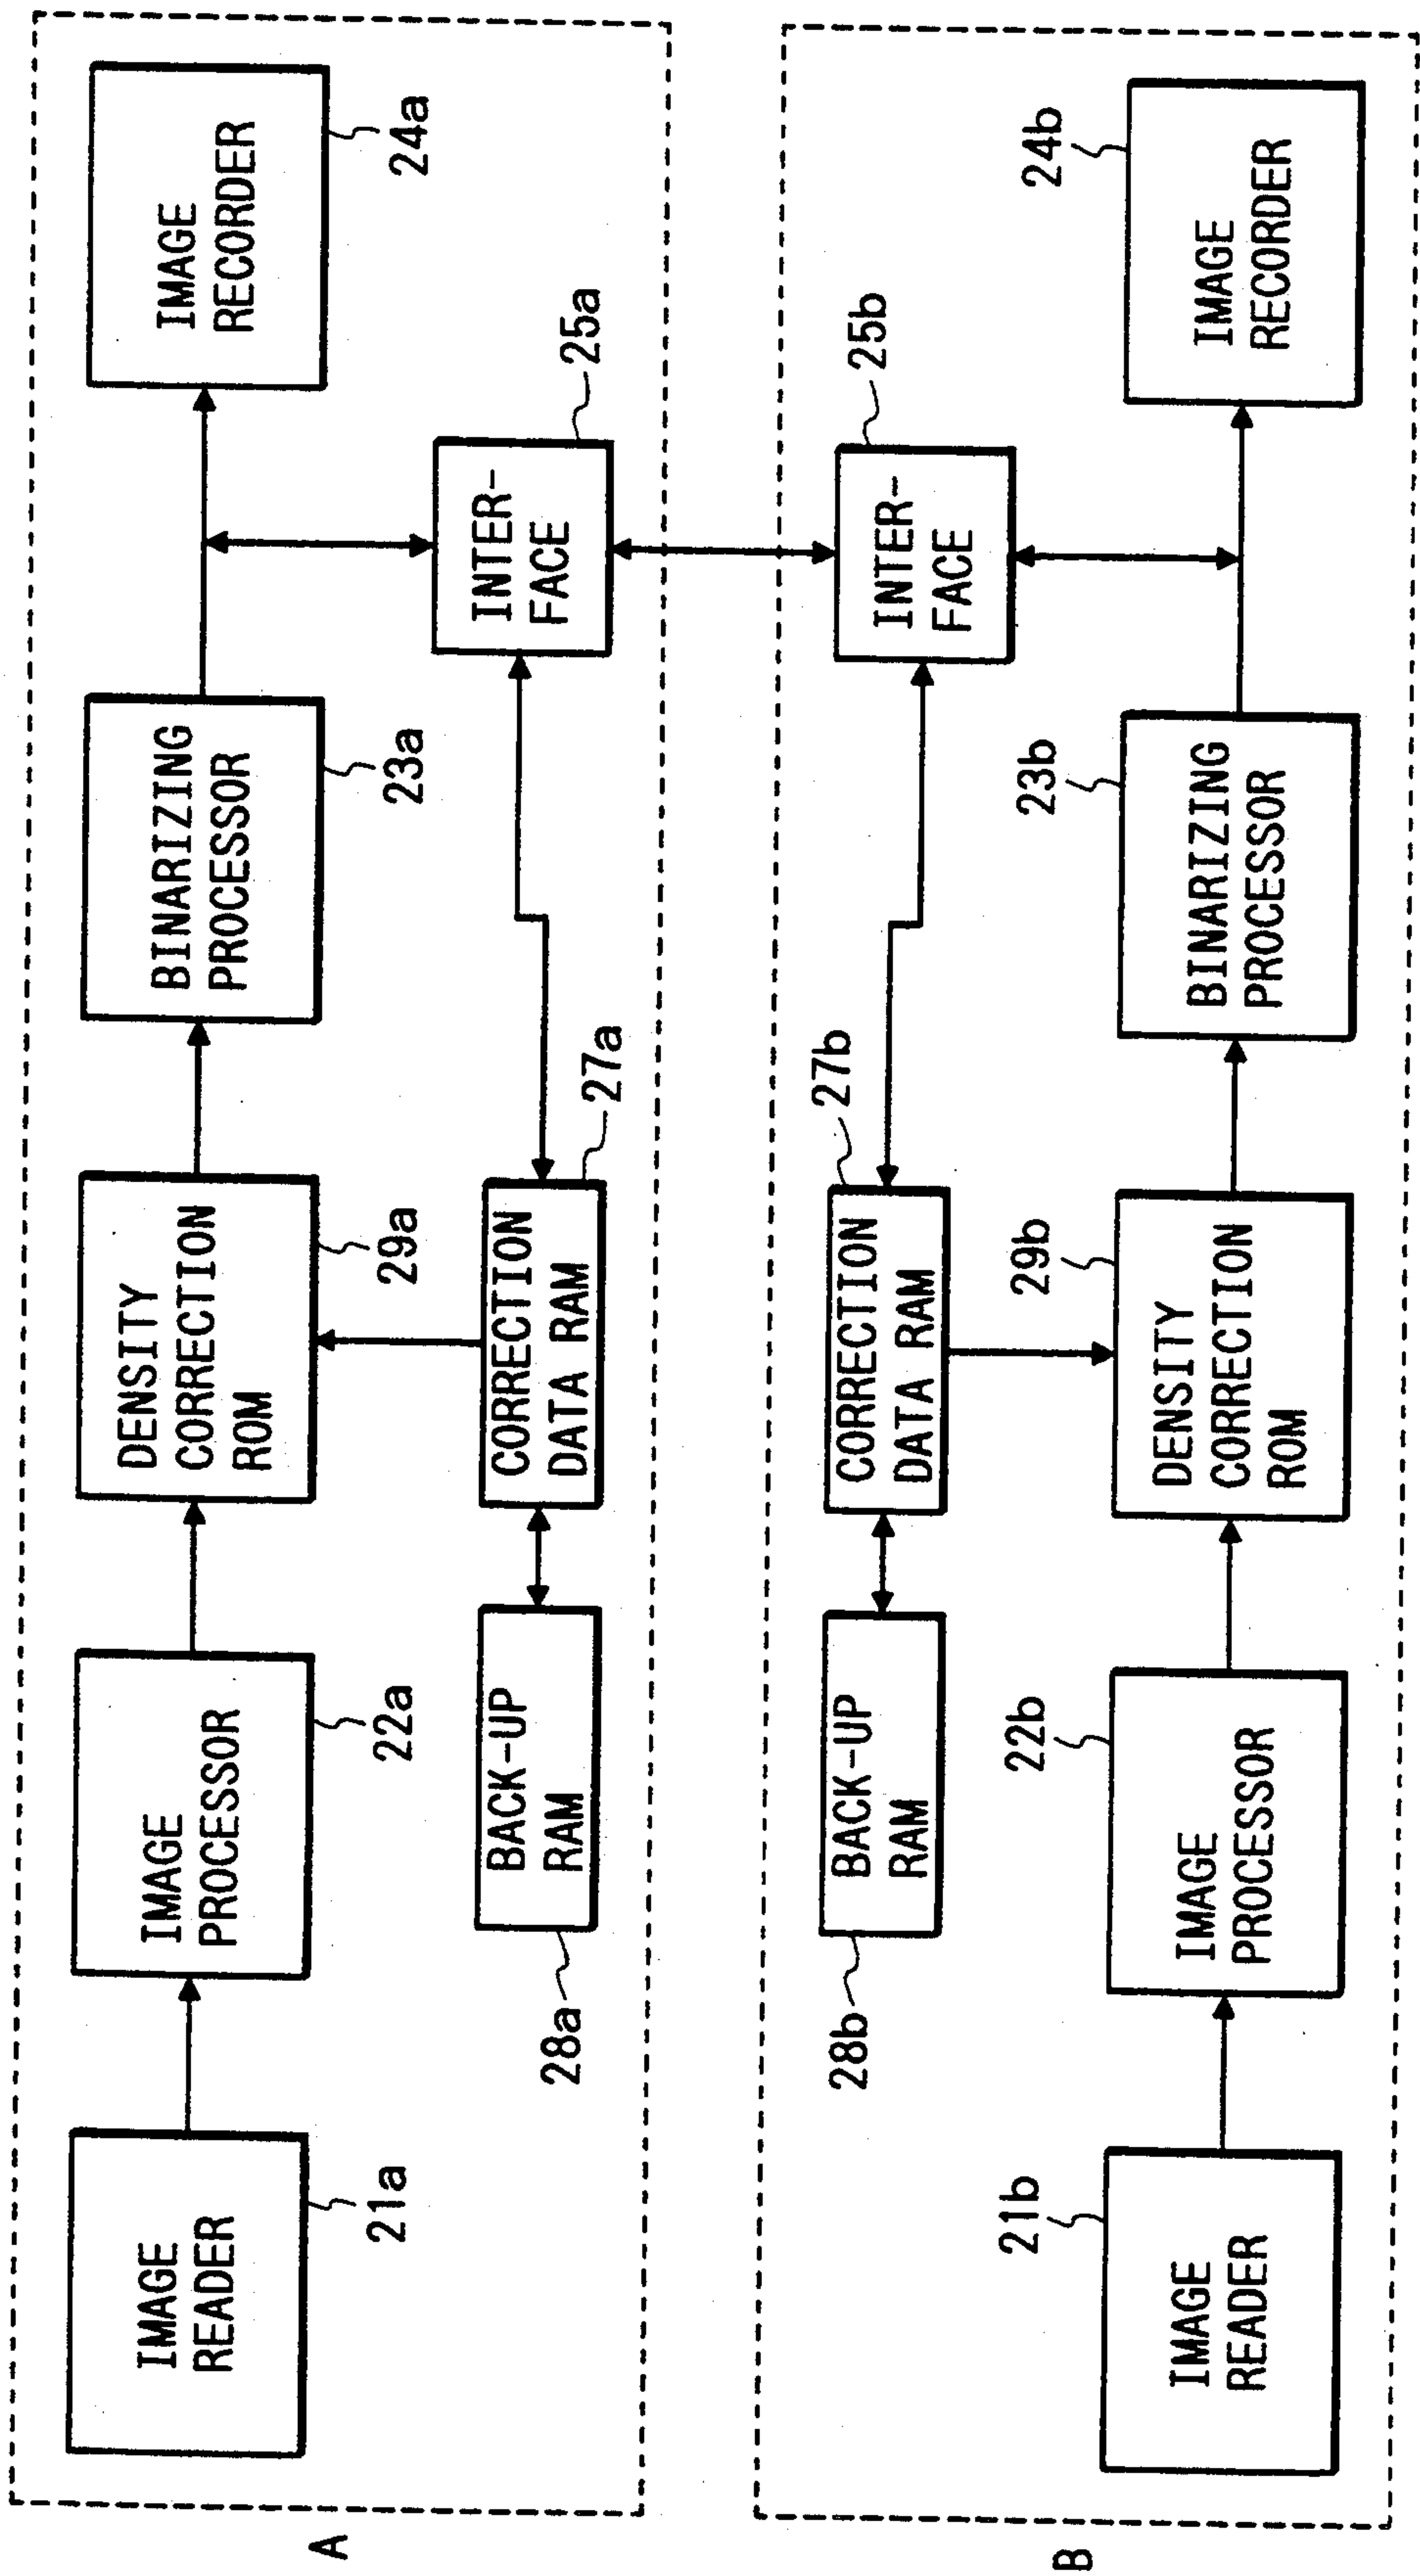 A
IMAGE
READER
21a
IMAGE
PROCESSOR
22a
DENSITY
CORRECTION
ROM
29a
BINARIZING
PROCESSOR
23a
IMAGE
RECORDER
24a
BACK-UP
RAM
28a
CORRECTION
DATA RAM
27a
INTER-
FACE
25a
B
BACK-UP
RAM
28b
CORRECTION
DATA RAM
27b
INTER-
FACE
25b
IMAGE
READER
21b
IMAGE
PROCESSOR
22b
DENSITY
CORRECTION
ROM
29b
BINARIZING
PROCESSOR
23b
IMAGE
RECORDER
24b